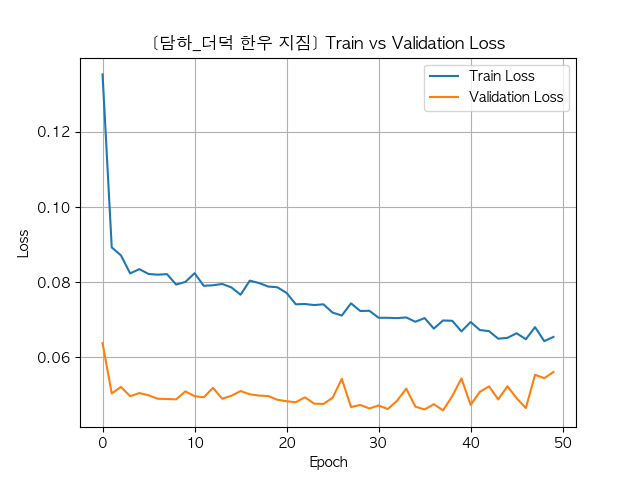 [담하_더덕 한우 지짐] Train vs Validation Loss
Train Loss
Validation Loss
Loss
0.12
0.10
0.08
0.06
0 10 20 30 40 50
Epoch